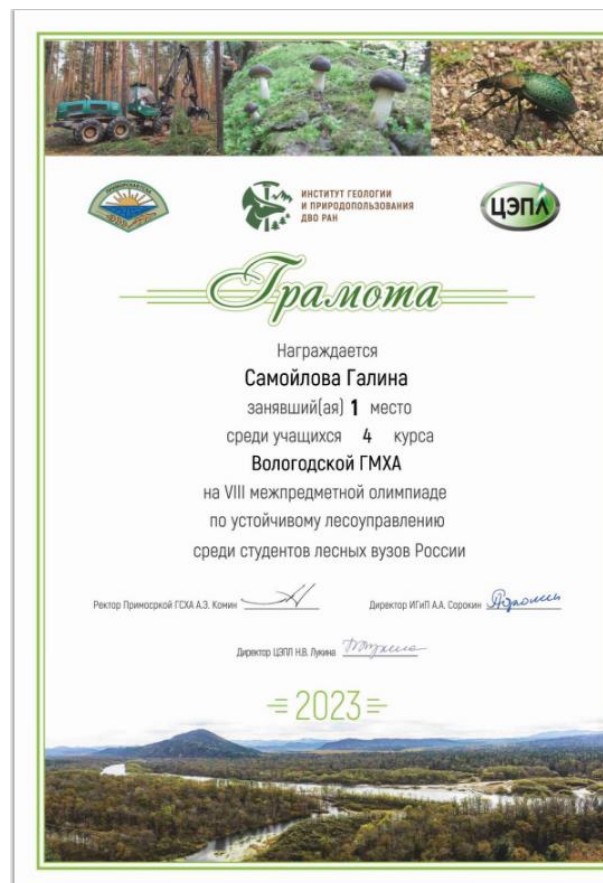 ИНСТИТУТ ГЕОЛОГИИ
И ПРИРОДОПОЛЬЗОВАНИЯ
ДВО РАН
ЦЭПЛ
Грамота
Награждается
Самойлова Галина
занявший(ая) 1 место
среди учащихся 4 курса
Вологодской ГМХА
на VIII межпредметной олимпиаде
по устойчивому лесоуправлению
среди студентов лесных вузов России
Ректор Примосркой ГСХА А.Э. Комин
Директор ИГиП А.А. Сорокин
Директор ЦЭПЛ Н.В. Лукина
2023